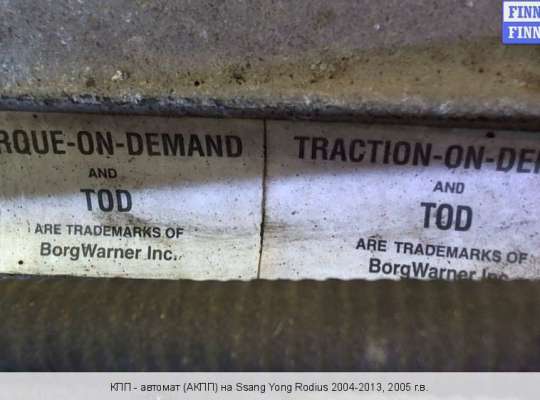 FINN
FINN
RQUE-ON-DEMAND
AND
TOD
ARE TRADEMARKS OF
BorgWarner Inc.
TRACTION-ON-DE
AND
TOD
ARE TRADEMARKS OF
BorgWarner Inc
КПП - автомат (АКПП) на Ssang Yong Rodius 2004-2013, 2005 г.в.